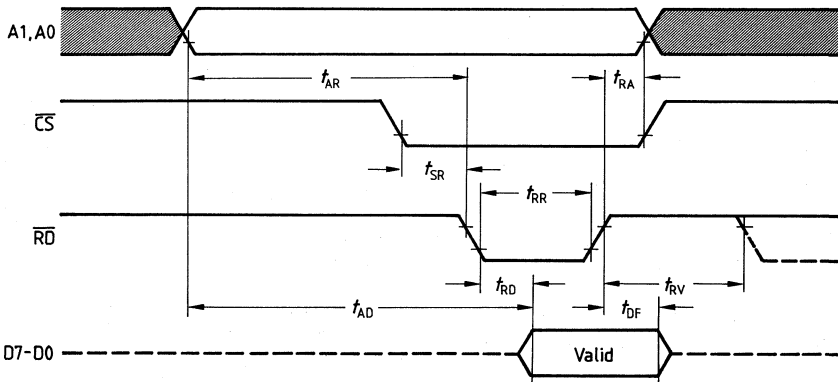 A1,A0
tAR
tRA
CS
tSR
tRR
RD
tRD
tRV
tAD
tDF
D7-D0
Valid